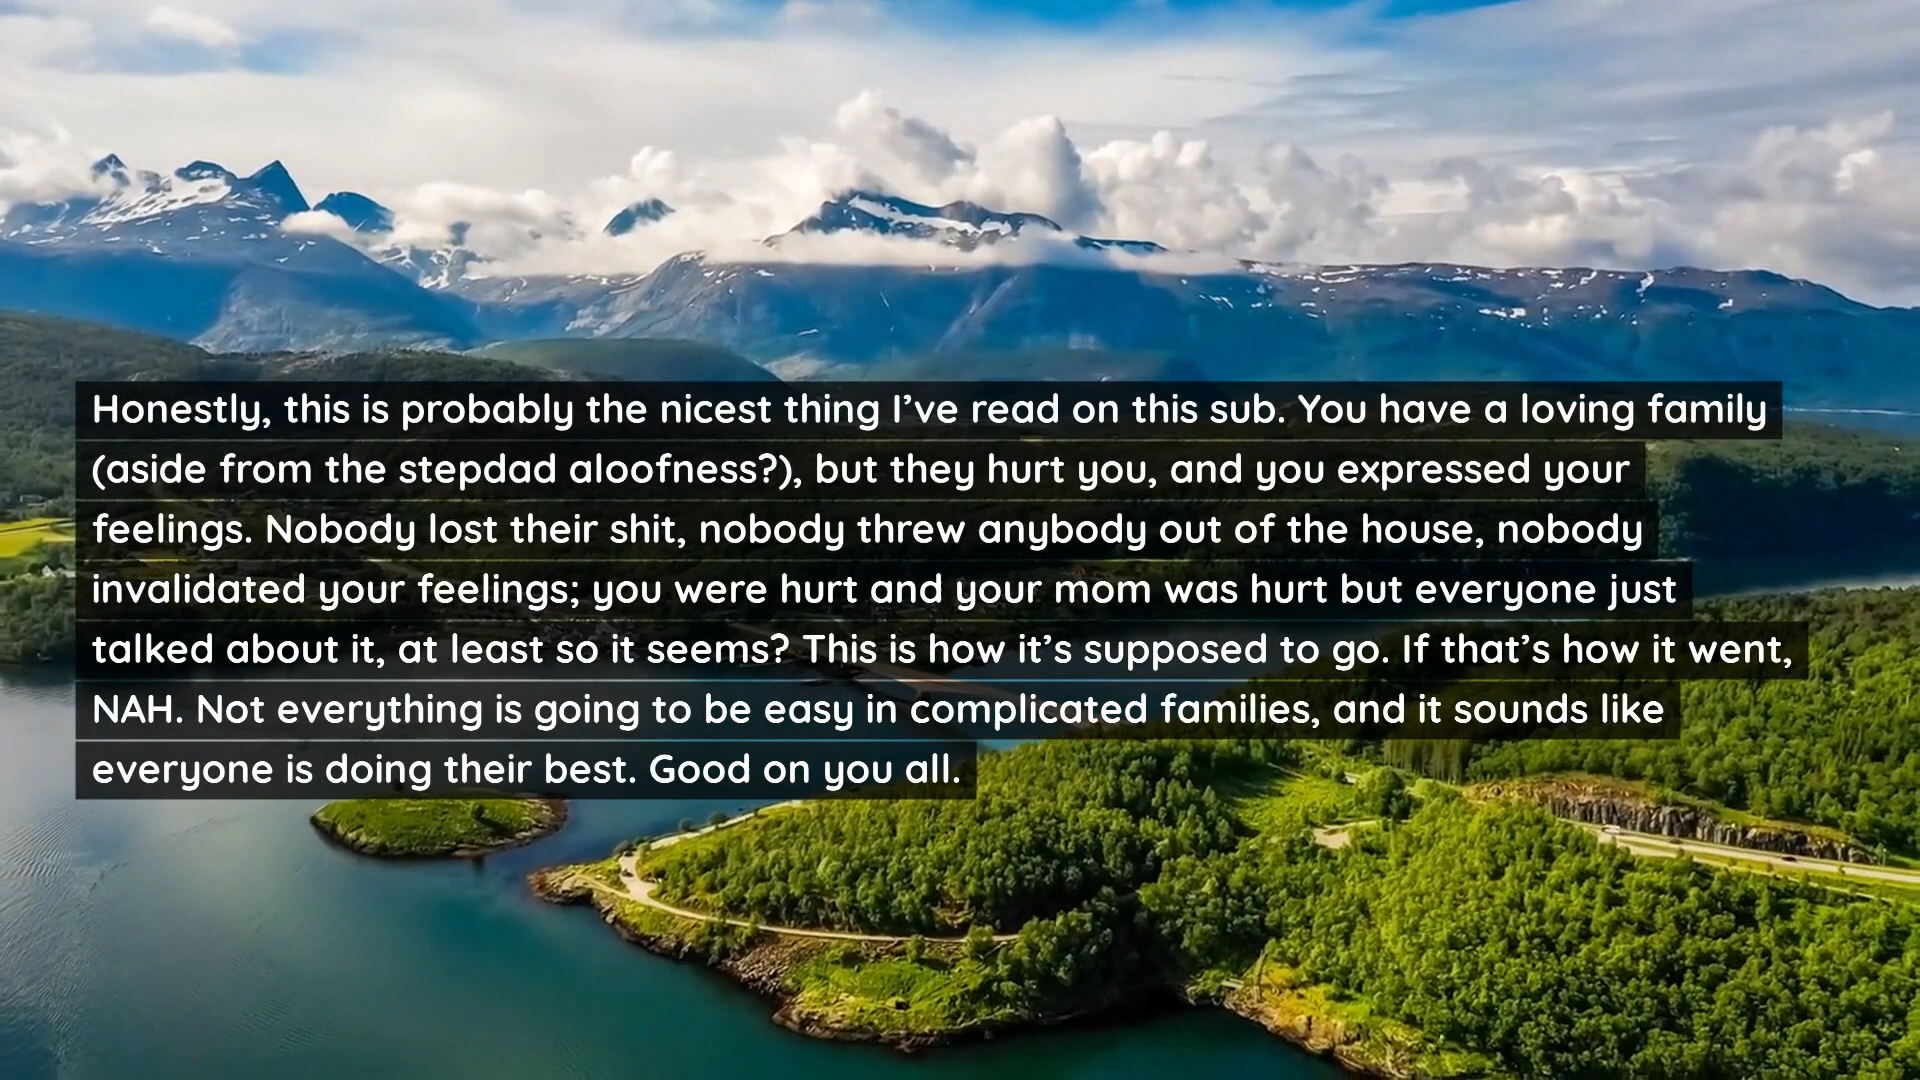 Honestly, this is probably the nicest thing I’ve read on this sub. You have a loving family
(aside from the stepdad aloofness?), but they hurt you, and you expressed your
feelings. Nobody lost their shit, nobody threw anybody out of the house, nobody
invalidated your feelings; you were hurt and your mom was hurt but everyone just
talked about it, at least so it seems? This is how it’s supposed to go. If that’s how it went,
NAH. Not everything is going to be easy in complicated families, and it sounds like
everyone is doing their best. Good on you all.